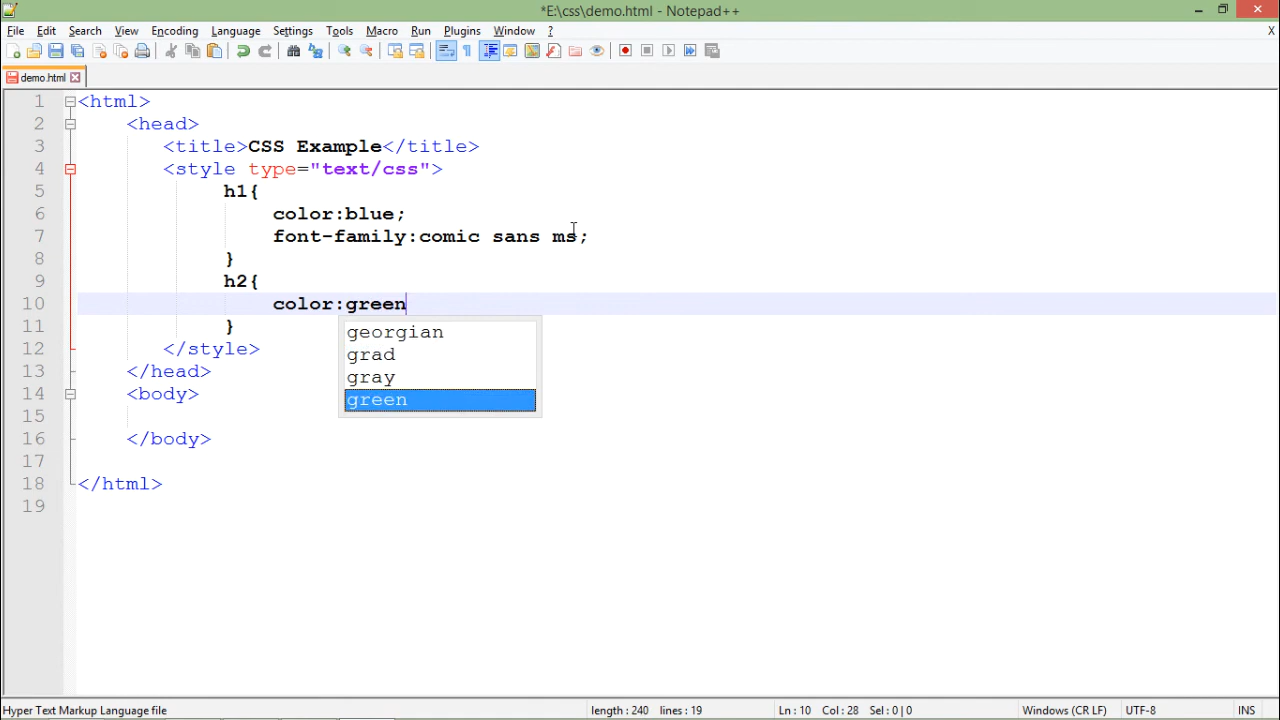 *E:\css\demo.html - Notepad++
File Edit Search View Encoding Language Settings Tools Macro Run Plugins Window ? X
demo.html
1 <html>
2 <head>
3 <title>CSS Example</title>
4 <style type="text/css">
5 h1{
6 color:blue;
7 font-family:comic sans ms;
8 }
9 h2{
10 color:green
11 }
georgian
grad
gray
green
12 </style>
13 </head>
14 <body>
15
16 </body>
17
18 </html>
19
Hyper Text Markup Language file length : 240 lines : 19 Ln : 10 Col : 28 Sel : 0 | 0 Windows (CR LF) UTF-8 INS